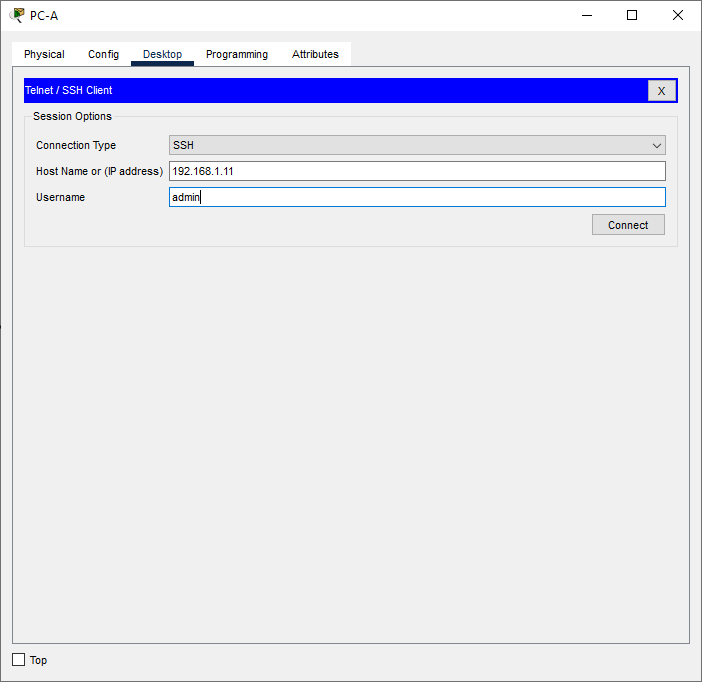 PC-A
Physical Config Desktop Programming Attributes
Telnet / SSH Client X
Session Options
Connection Type SSH
Host Name or (IP address) 192.168.1.11
Username admin
Connect
Top